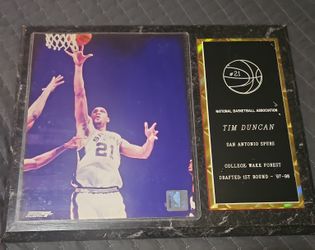 21
#21
NATIONAL BASKETBALL ASSOCIATION
TIM DUNCAN
SAN ANTONIO SPURS
COLLEGE: WAKE FOREST
DRAFTED 1ST ROUND - '97-98